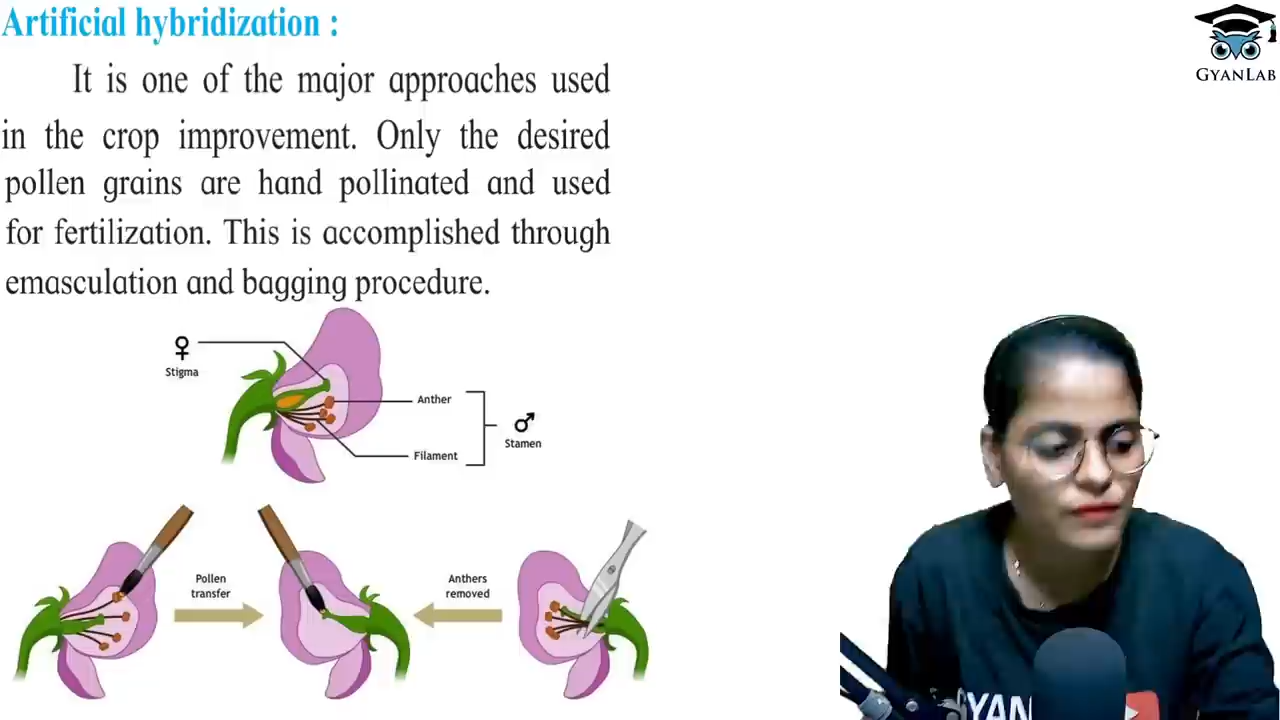 Artificial hybridization :
It is one of the major approaches used
in the crop improvement. Only the desired
pollen grains are hand pollinated and used
for fertilization. This is accomplished through
emasculation and bagging procedure.
GYANLAB
♀
Stigma
Anther
♂
Stamen
Filament
Pollen
transfer
Anthers
removed
YAN